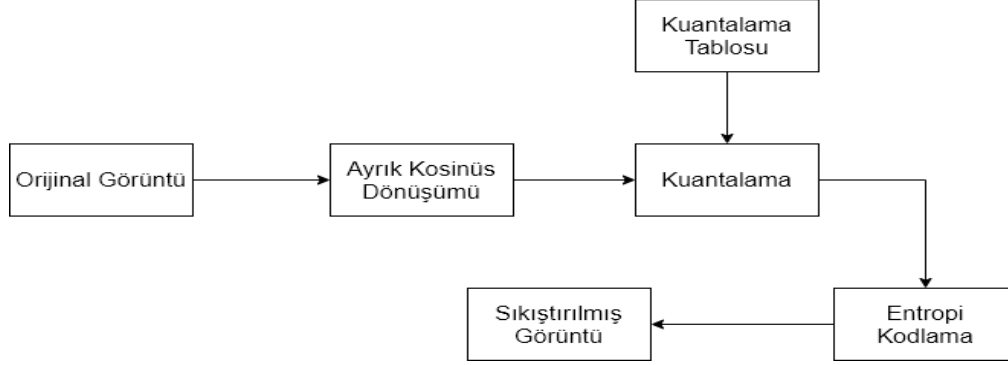 Kuantalama
Tablosu
Orijinal Görüntü
Ayrık Kosinüs
Dönüşümü
Kuantalama
Sıkıştırılmış
Görüntü
Entropi
Kodlama